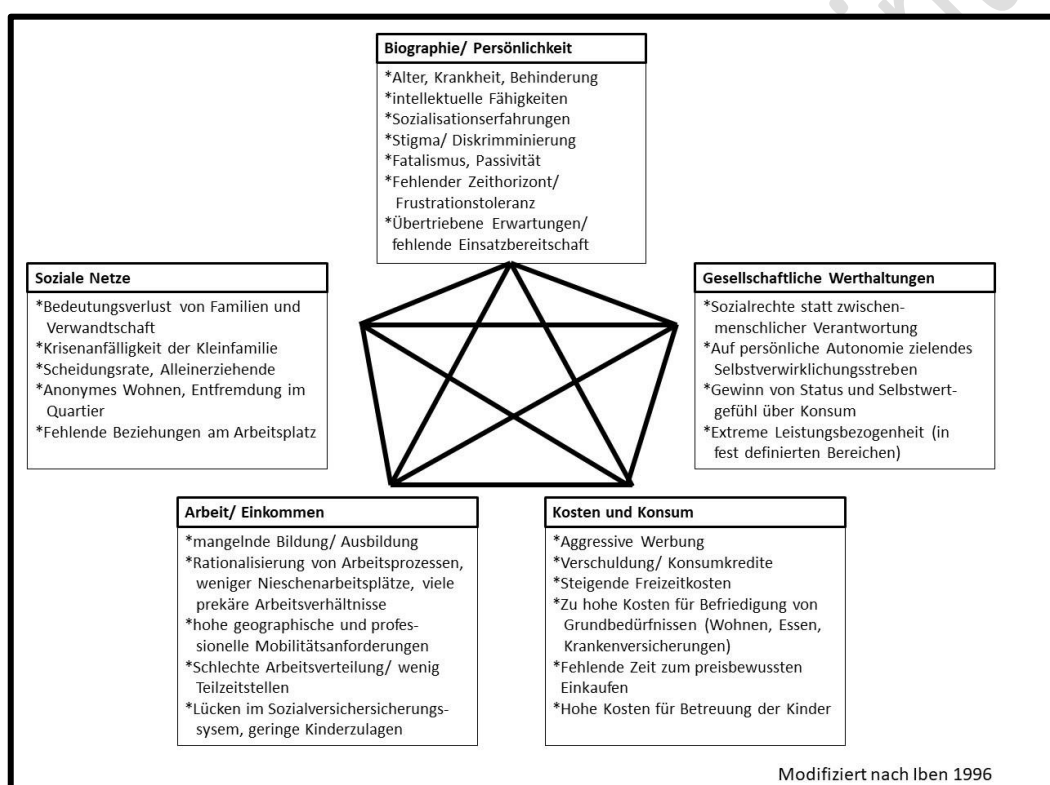 Biographie/ Persönlichkeit
*Alter, Krankheit, Behinderung
*intellektuelle Fähigkeiten
*Sozialisationserfahrungen
*Stigma/ Diskrimminierung
*Fatalismus, Passivität
*Fehlender Zeithorizont/
Frustrationstoleranz
*Übertriebene Erwartungen/
fehlende Einsatzbereitschaft
Soziale Netze
*Bedeutungsverlust von Familien und
Verwandtschaft
*Krisenanfälligkeit der Kleinfamilie
*Scheidungsrate, Alleinerziehende
*Anonymes Wohnen, Entfremdung im
Quartier
*Fehlende Beziehungen am Arbeitsplatz
Gesellschaftliche Werthaltungen
*Sozialrechte statt zwischen-
menschlicher Verantwortung
*Auf persönliche Autonomie zielendes
Selbstverwirklichungsstreben
*Gewinn von Status und Selbstwert-
gefühl über Konsum
*Extreme Leistungsbezogenheit (in
fest definierten Bereichen)
Arbeit/ Einkommen
*mangelnde Bildung/ Ausbildung
*Rationalisierung von Arbeitsprozessen,
weniger Nieschenarbeitsplätze, viele
prekäre Arbeitsverhältnisse
*hohe geographische und profes-
sionelle Mobilitätsanforderungen
*Schlechte Arbeitsverteilung/ wenig
Teilzeitstellen
*Lücken im Sozialversichersicherungs-
sysem, geringe Kinderzulagen
Kosten und Konsum
*Aggressive Werbung
*Verschuldung/ Konsumkredite
*Steigende Freizeitkosten
*Zu hohe Kosten für Befriedigung von
Grundbedürfnissen (Wohnen, Essen,
Krankenversicherungen)
*Fehlende Zeit zum preisbewussten
Einkaufen
*Hohe Kosten für Betreuung der Kinder
Modifiziert nach Iben 1996